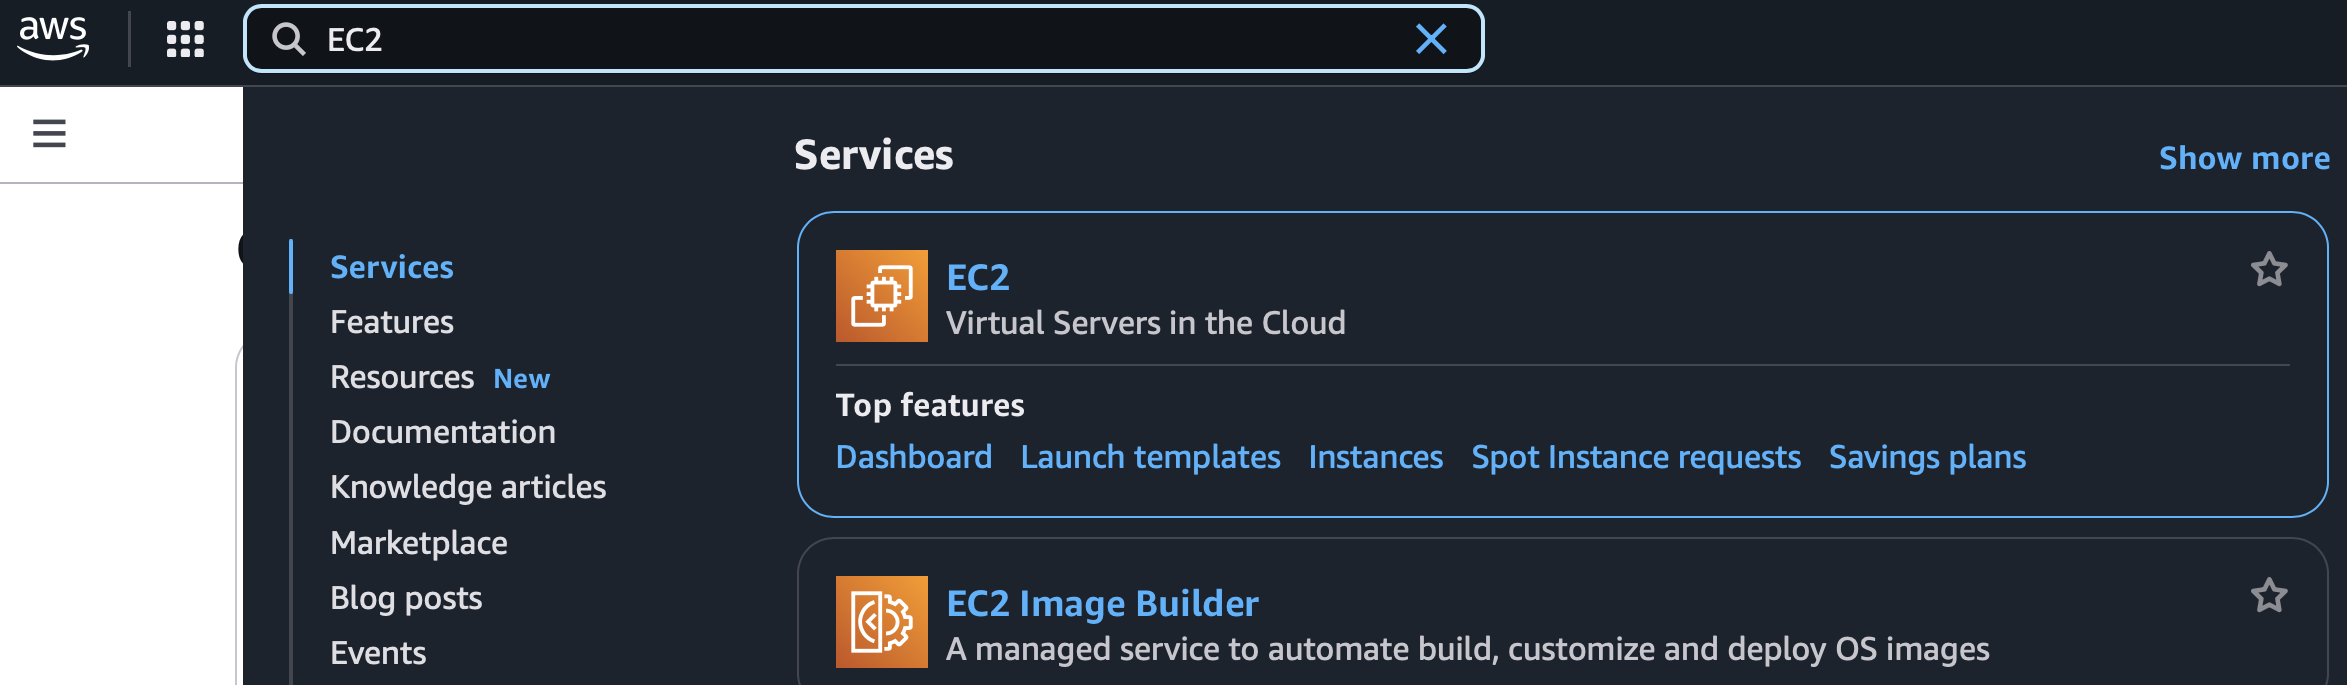 aws
EC2
Services
Show more
Services
Features
Resources New
Documentation
Knowledge articles
Marketplace
Blog posts
Events
EC2
Virtual Servers in the Cloud
Top features
Dashboard Launch templates Instances Spot Instance requests Savings plans
EC2 Image Builder
A managed service to automate build, customize and deploy OS images